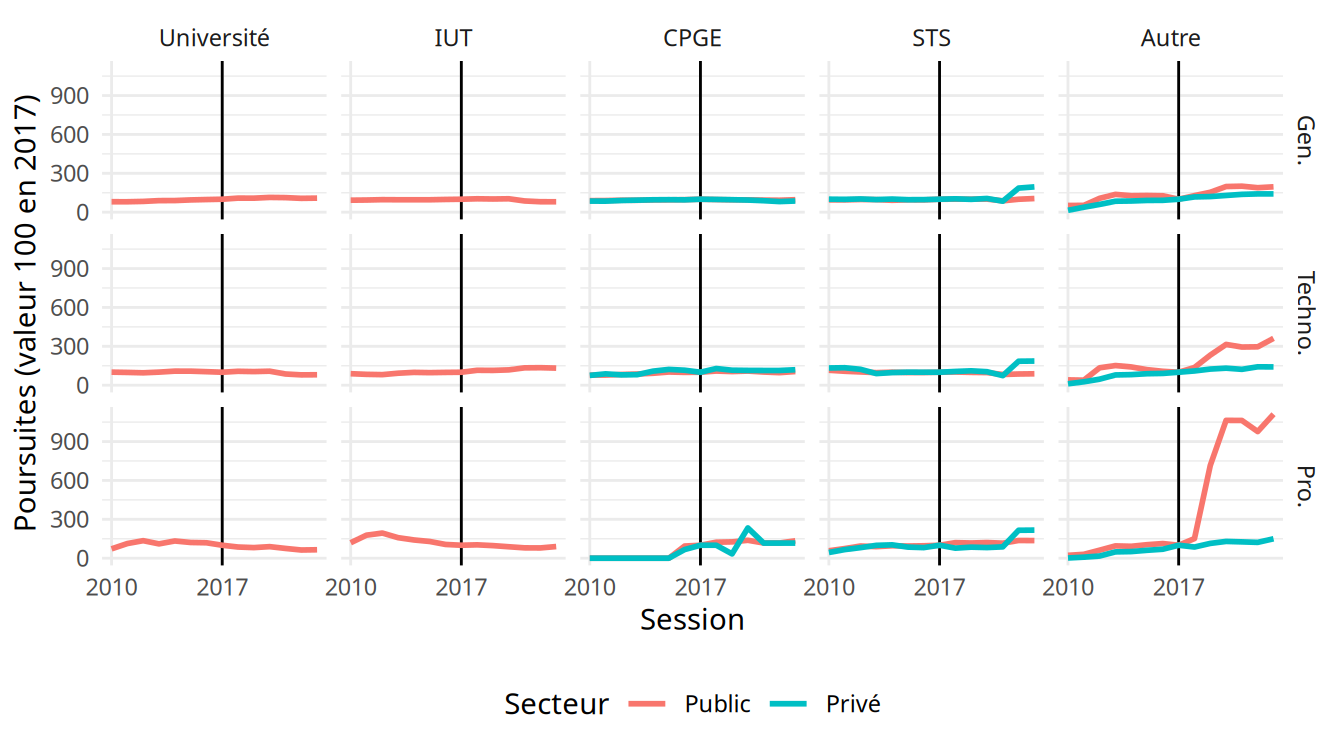 Université IUT CPGE STS Autre
Poursuites (valeur 100 en 2017)
900
600
300
0
Gen.
900
600
300
0
Techno.
900
600
300
0
Pro.
2010 2017 2010 2017 2010 2017 2010 2017 2010 2017
Session
Secteur Public Privé